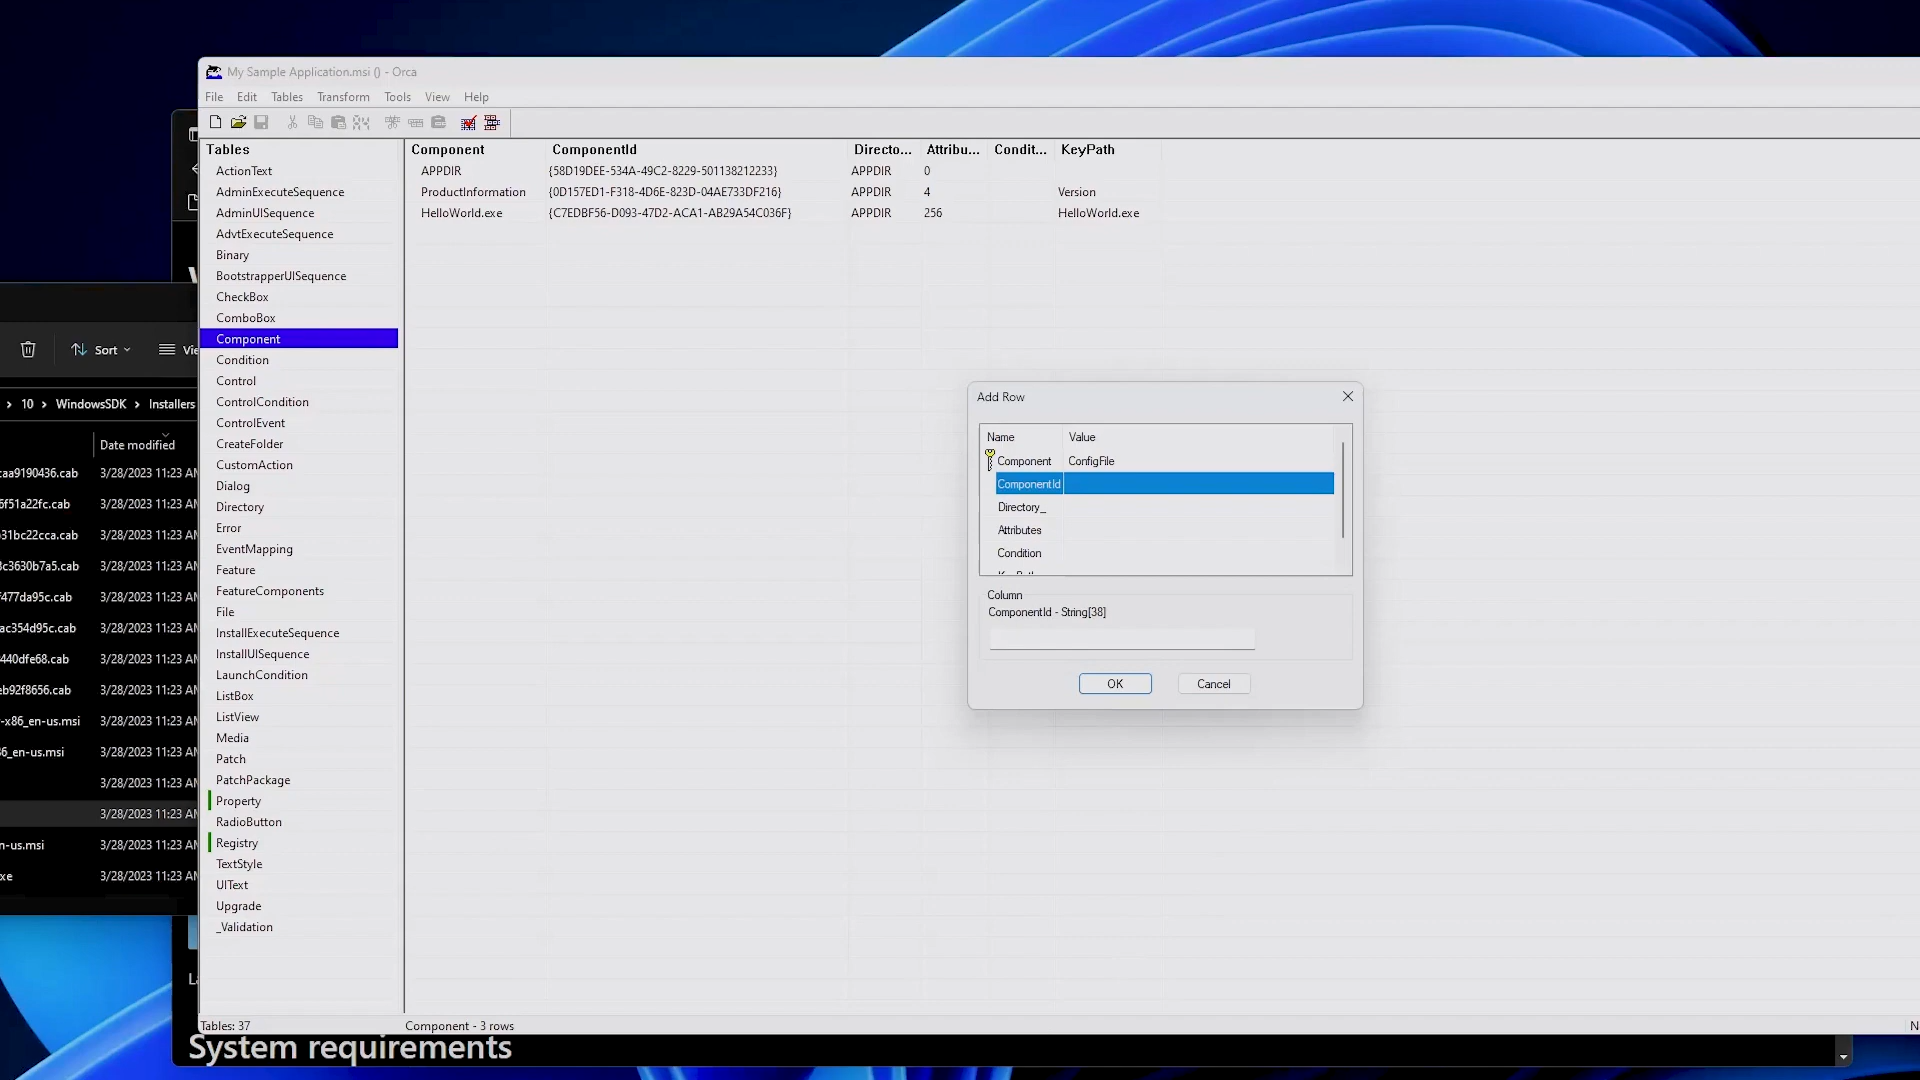 My Sample Application.msi () - Orca
File Edit Tables Transform Tools View Help
Tables
ActionText
AdminExecuteSequence
AdminUISequence
AdvtExecuteSequence
Binary
BootstrapperUISequence
CheckBox
ComboBox
Component
Condition
Control
ControlCondition
ControlEvent
CreateFolder
CustomAction
Dialog
Directory
Error
EventMapping
Feature
FeatureComponents
File
InstallExecuteSequence
InstallUISequence
LaunchCondition
ListBox
ListView
Media
Patch
PatchPackage
Property
RadioButton
Registry
TextStyle
UIText
Upgrade
_Validation
Component ComponentId Directo... Attribu... Condit... KeyPath
APPDIR {58D19DEE-534A-49C2-8229-501138212233} APPDIR 0
ProductInformation {0D157ED1-F318-4D6E-823D-04AE733DF216} APPDIR 4 Version
HelloWorld.exe {C7EDBF56-D093-47D2-ACA1-AB29A54C036F} APPDIR 256 HelloWorld.exe
Add Row
Name Value
Component ConfigFile
ComponentId
Directory_
Attributes
Condition
Column
ComponentId - String[38]
OK Cancel
Tables: 37 Component - 3 rows
Sort
10 > WindowsSDK > Installers
Date modified
caa9190436.cab 3/28/2023 11:23 AM
6f51a22fc.cab 3/28/2023 11:23 AM
31bc22cca.cab 3/28/2023 11:23 AM
3c3630b7a5.cab 3/28/2023 11:23 AM
f477da95c.cab 3/28/2023 11:23 AM
ac354d95c.cab 3/28/2023 11:23 AM
440dfe68.cab 3/28/2023 11:23 AM
eb92f8656.cab 3/28/2023 11:23 AM
-x86_en-us.msi 3/28/2023 11:23 AM
6_en-us.msi 3/28/2023 11:23 AM
3/28/2023 11:23 AM
3/28/2023 11:23 AM
n-us.msi 3/28/2023 11:23 AM
xe 3/28/2023 11:23 AM
System requirements